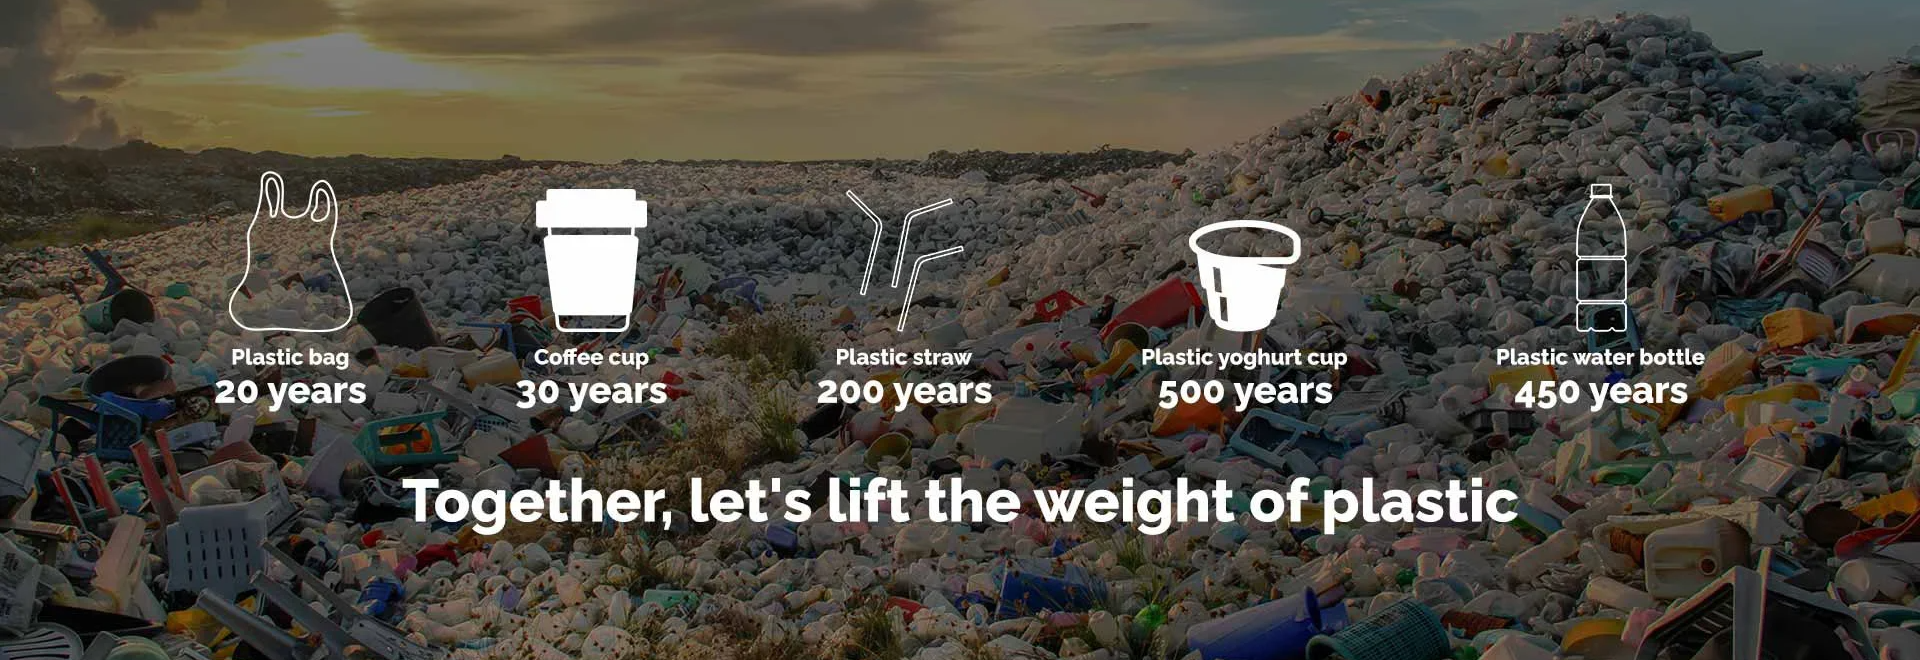 Plastic bag
20 years
Coffee cup
30 years
Plastic straw
200 years
Plastic yoghurt cup
500 years
Plastic water bottle
450 years
Together, let's lift the weight of plastic